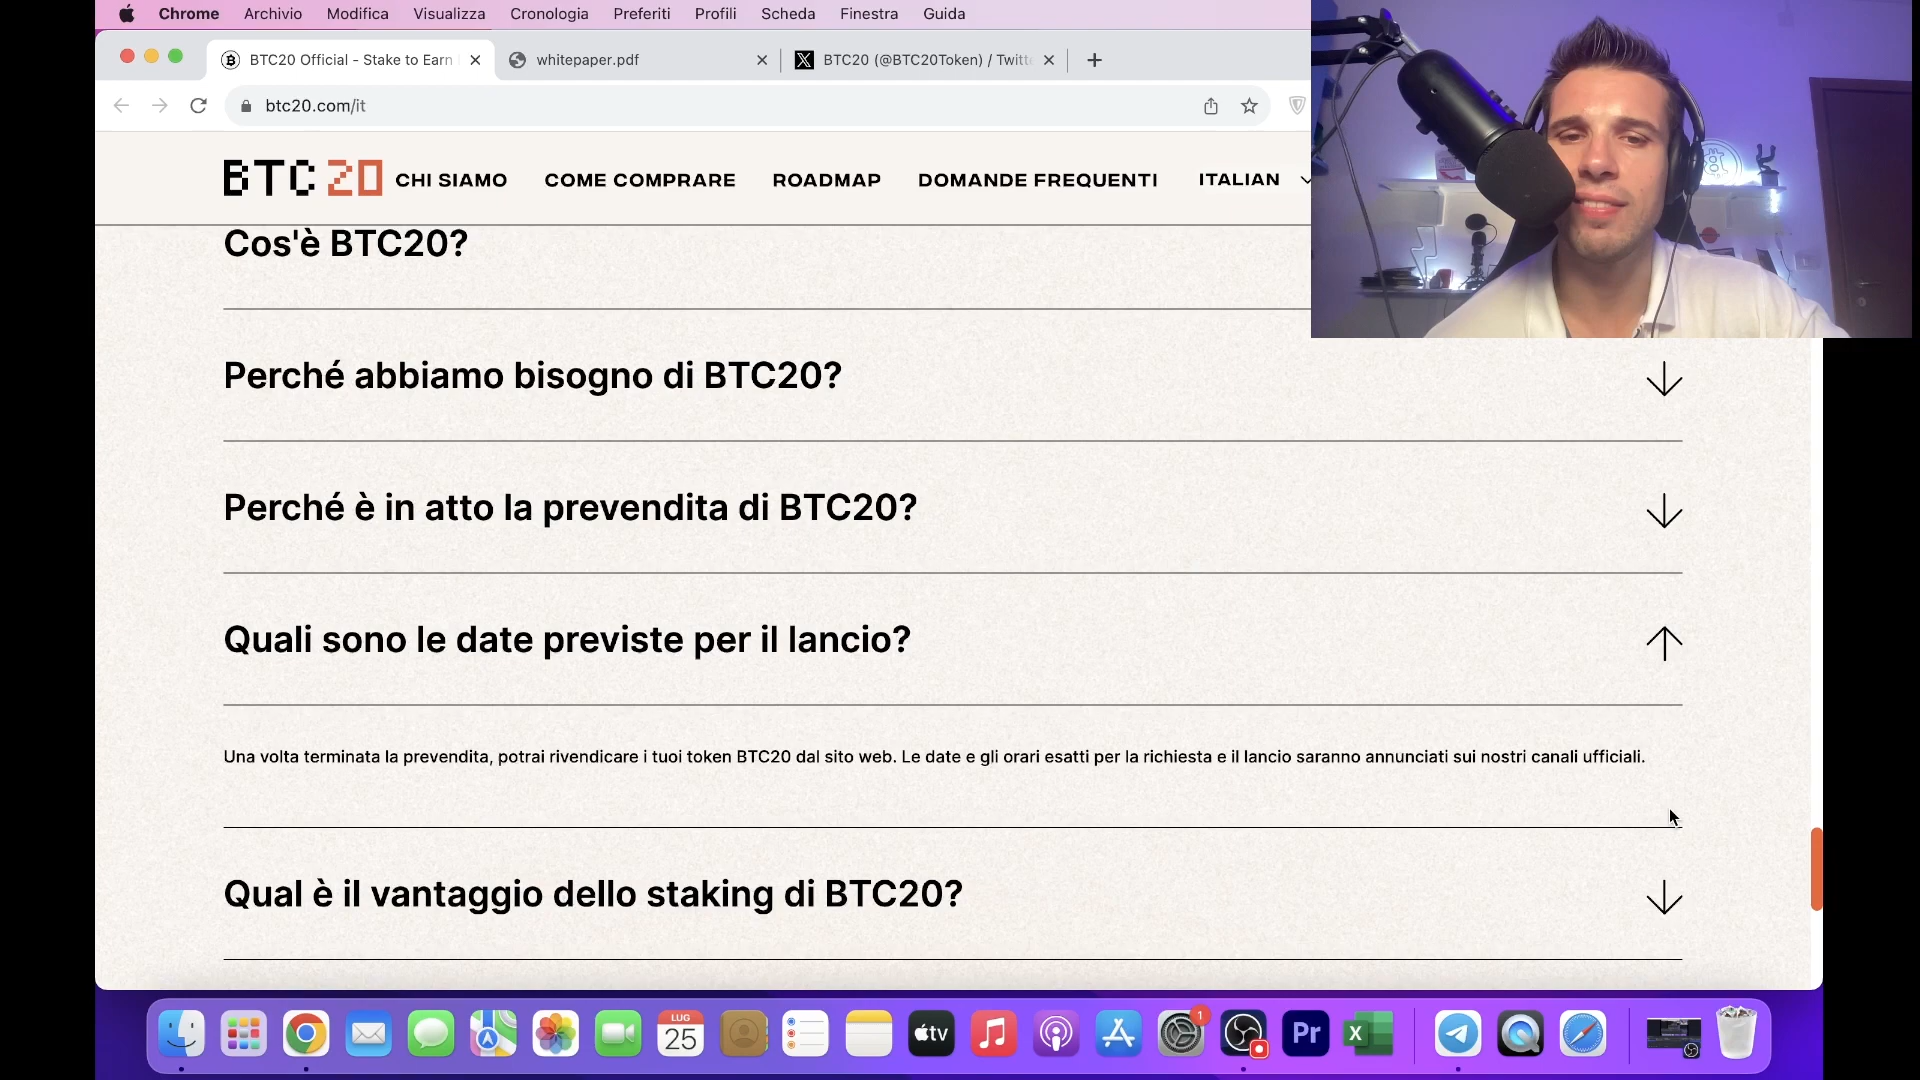 Chrome Archivio Modifica Visualizza Cronologia Preferiti Profili Scheda Finestra Guida
BTC20 Official - Stake to Earn
whitepaper.pdf
BTC20 (@BTC20Token) / Twitt
btc20.com/it
BTC20 CHI SIAMO COME COMPRARE ROADMAP DOMANDE FREQUENTI ITALIAN
Cos'è BTC20?
Perché abbiamo bisogno di BTC20?
Perché è in atto la prevendita di BTC20?
Quali sono le date previste per il lancio?
Una volta terminata la prevendita, potrai rivendicare i tuoi token BTC20 dal sito web. Le date e gli orari esatti per la richiesta e il lancio saranno annunciati sui nostri canali ufficiali.
Qual è il vantaggio dello staking di BTC20?
LUG
25
tv
1
Pr
X